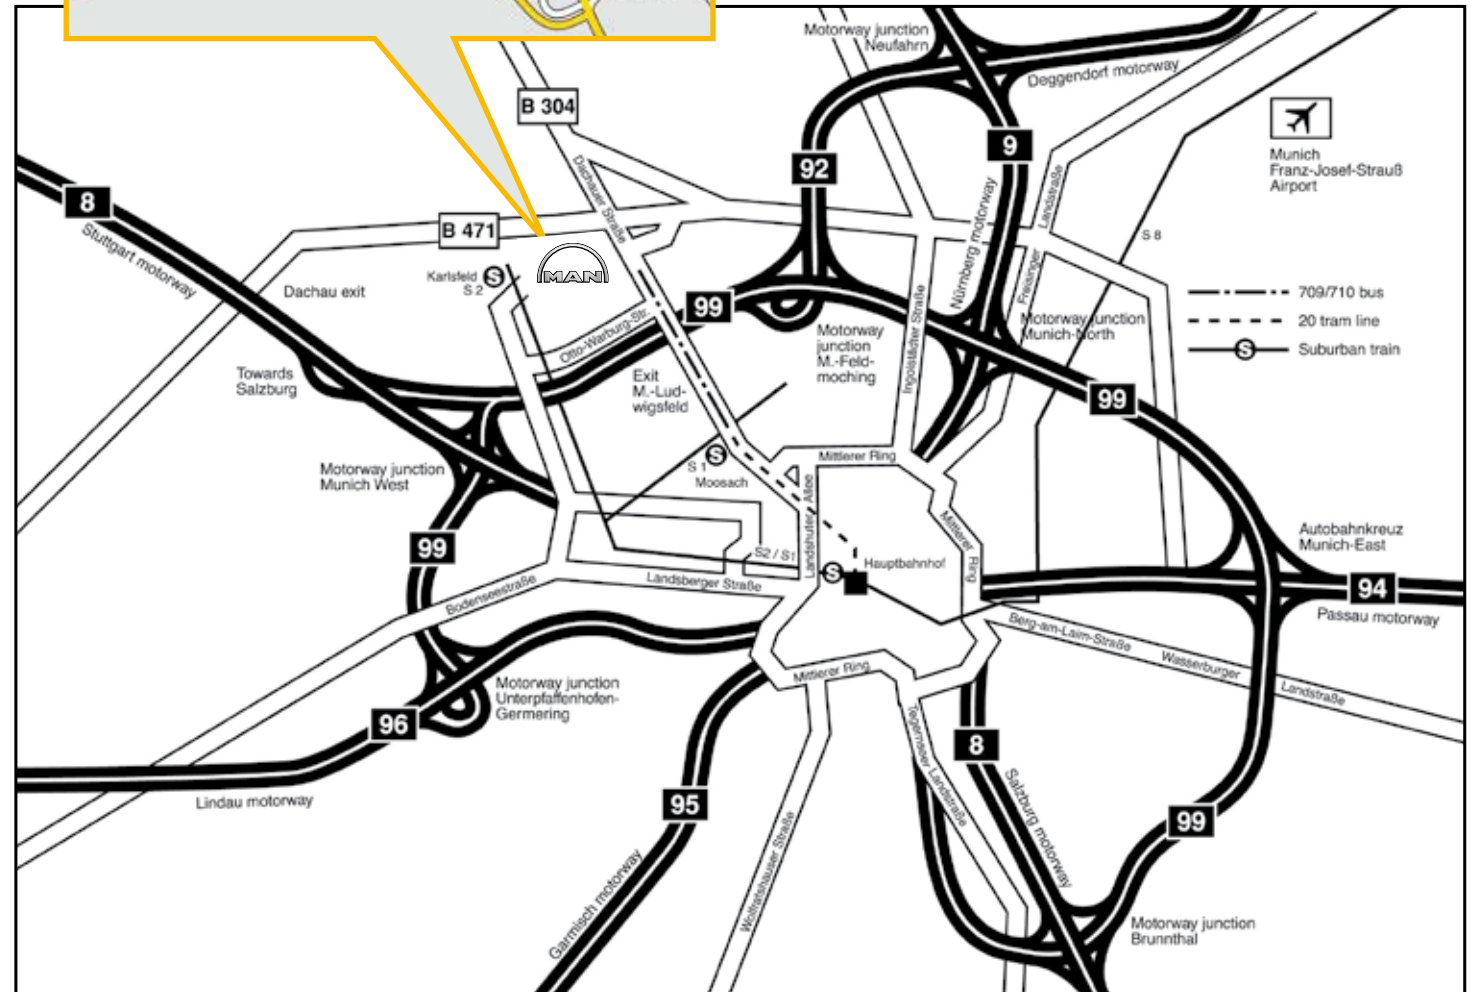 Motorway junction
Neufahrn
Deggendorf motorway
B 304
9
92
Munich
Franz-Josef-Strauß
Airport
8
Stuttgart motorway
Dachauer Straße
B 471
Landstraße
Freisinger
Nürnberg motorway
S 8
Karlsfeld
S 2
MAN
Dachau exit
99
709/710 bus
20 tram line
S
Suburban train
Otto-Warburg-Str.
Motorway
junction
M.-Feld-
moching
Ingolstädter Straße
Motorway junction
Munich-North
Towards
Salzburg
Exit
M.-Lud-
wigsfeld
99
Motorway junction
Munich West
S
S 1
Moosach
Mittlerer Ring
Landshuter Allee
Mittlerer Ring
99
S2 / S1
S
Hauptbahnhof
Autobahnkreuz
Munich-East
94
Passau motorway
Bodenseestraße
Landsberger Straße
Berg-am-Laim-Straße
Wasserburger
Landstraße
Mittlerer Ring
Motorway junction
Unterpfaffenhofen-
Germering
96
Lindau motorway
95
Garmisch motorway
Wolfratshauser Straße
Tegernseer Landstraße
8
Salzburg motorway
99
Motorway junction
Brunnthal
S